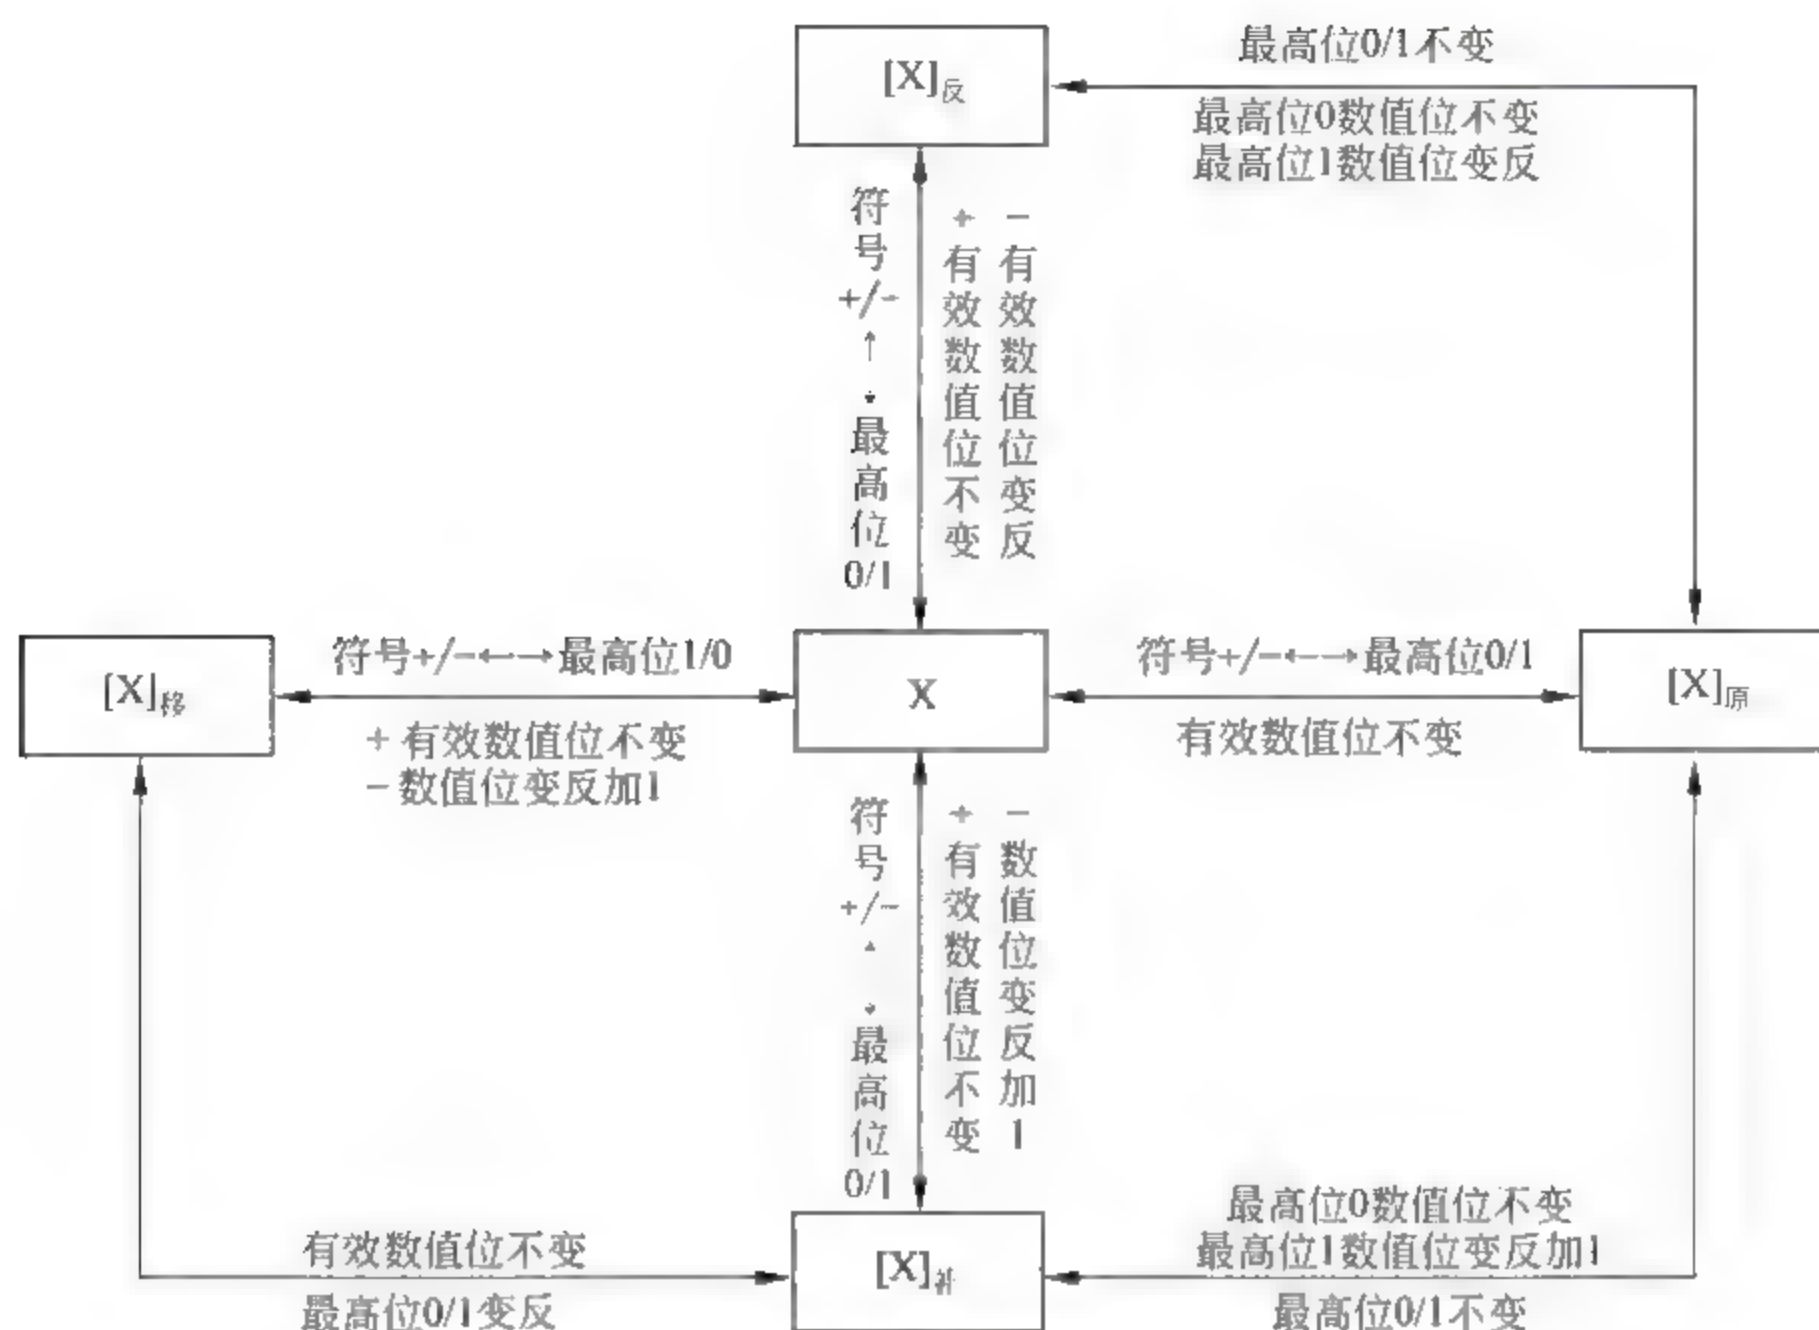 [X]反
最高位0/1不变
最高位0数值位不变
最高位1数值位变反
符号+/-←→最高位0/1
+有效数值位不变
-有效数值位变反
[X]移
符号+/-←→最高位1/0
+有效数值位不变
-数值位变反加1
X
符号+/-←→最高位0/1
有效数值位不变
[X]原
符号+/-←→最高位0/1
+有效数值位不变
-数值位变反加1
有效数值位不变
最高位0/1变反
[X]补
最高位0数值位不变
最高位1数值位变反加1
最高位0/1不变